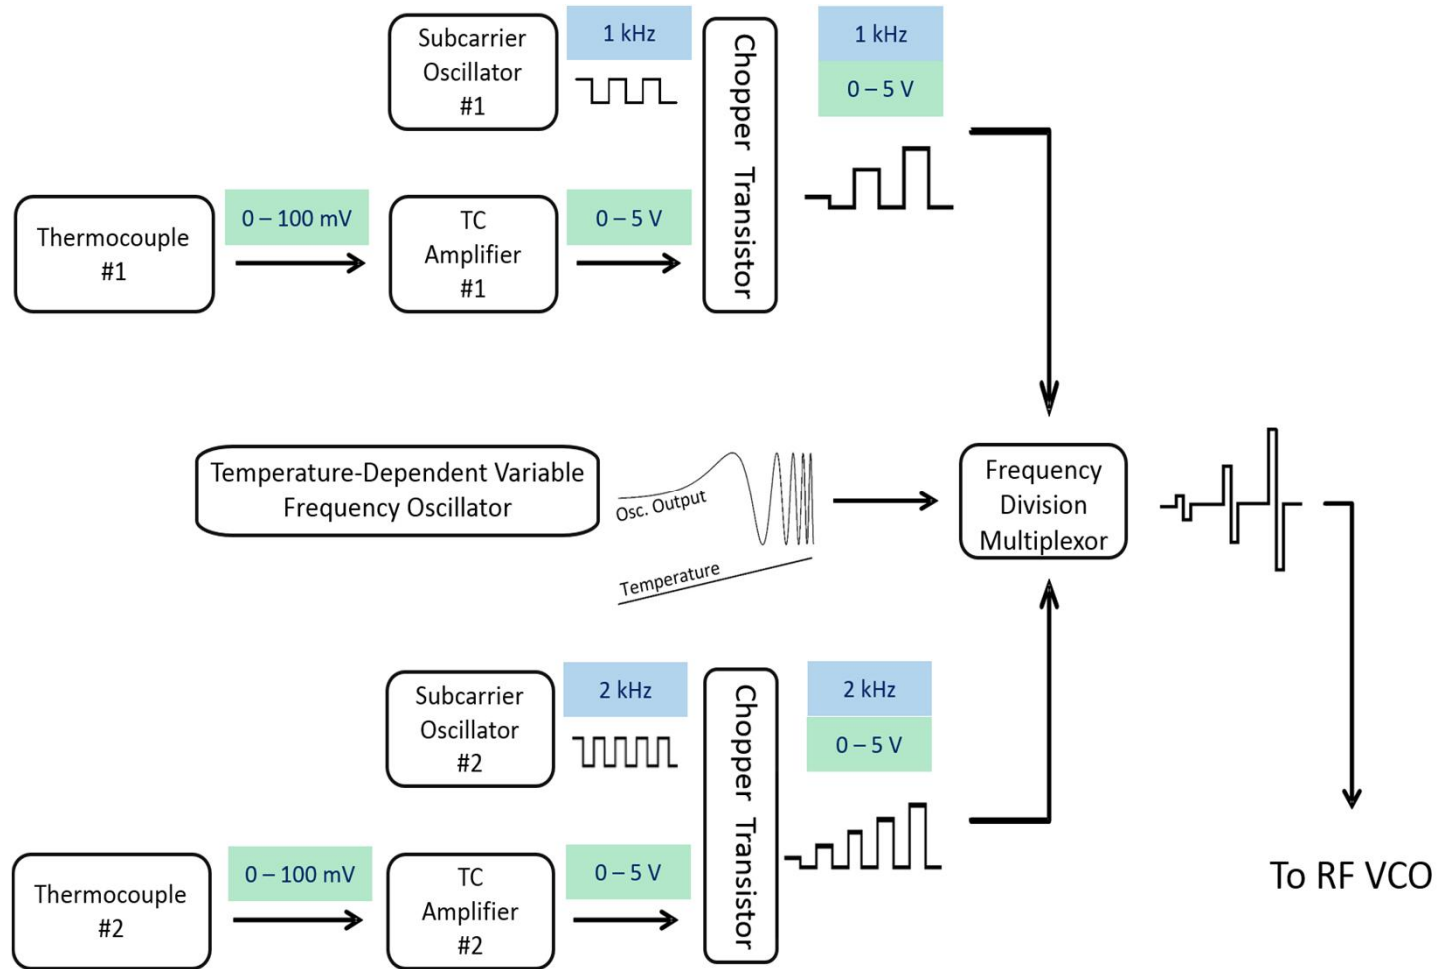 Subcarrier
Oscillator
#1
1 kHz
Chopper Transistor
1 kHz
0 – 5 V
Thermocouple
#1
0 – 100 mV
TC
Amplifier
#1
0 – 5 V
Temperature-Dependent Variable
Frequency Oscillator
Osc. Output
Temperature
Frequency
Division
Multiplexor
Subcarrier
Oscillator
#2
2 kHz
Chopper Transistor
2 kHz
0 – 5 V
Thermocouple
#2
0 – 100 mV
TC
Amplifier
#2
0 – 5 V
To RF VCO